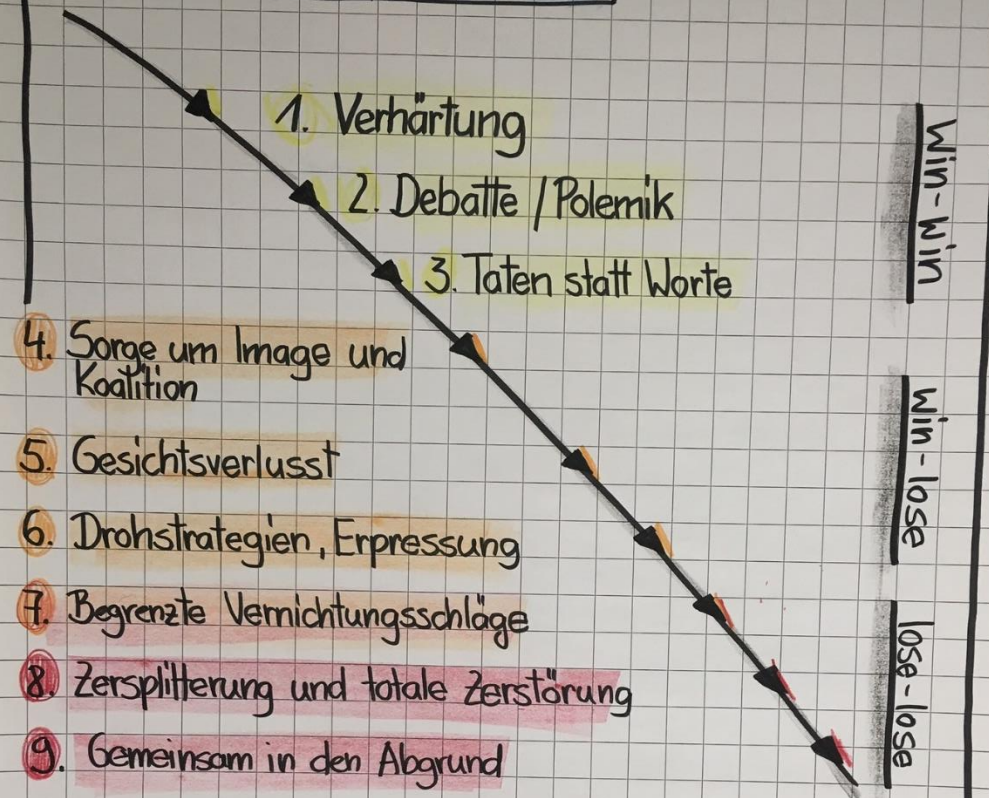 1. Verhärtung
2. Debatte / Polemik
3. Taten statt Worte
4. Sorge um Image und
Koalition
5. Gesichtsverlusst
6. Drohstrategien, Erpressung
7. Begrenzte Vernichtungsschläge
8. Zersplitterung und totale Zerstörung
9. Gemeinsam in den Abgrund
win-win
win-lose
lose-lose